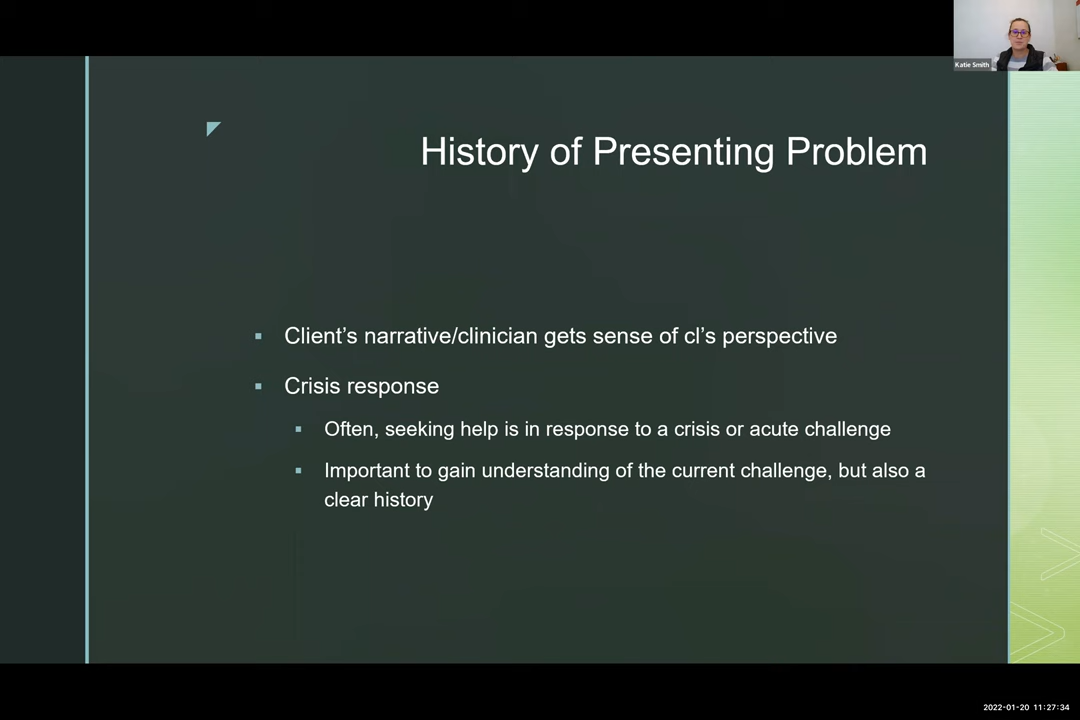 Katie Smith
History of Presenting Problem
Client's narrative/clinician gets sense of cl's perspective
Crisis response
Often, seeking help is in response to a crisis or acute challenge
Important to gain understanding of the current challenge, but also a
clear history
2022-01-20 11:27:34